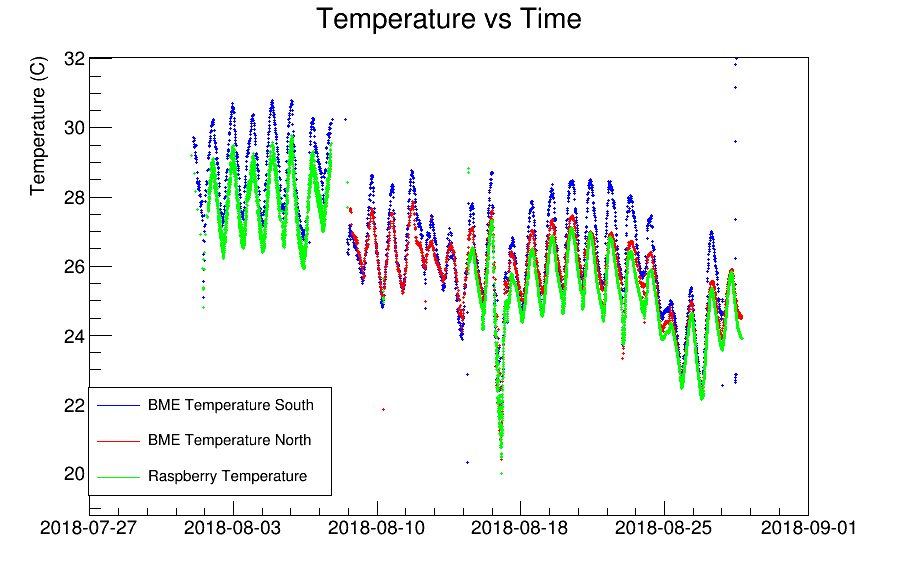 Temperature vs Time
Temperature (C)
32
30
28
26
24
22
20
BME Temperature South
BME Temperature North
Raspberry Temperature
2018-07-27
2018-08-03
2018-08-10
2018-08-18
2018-08-25
2018-09-01